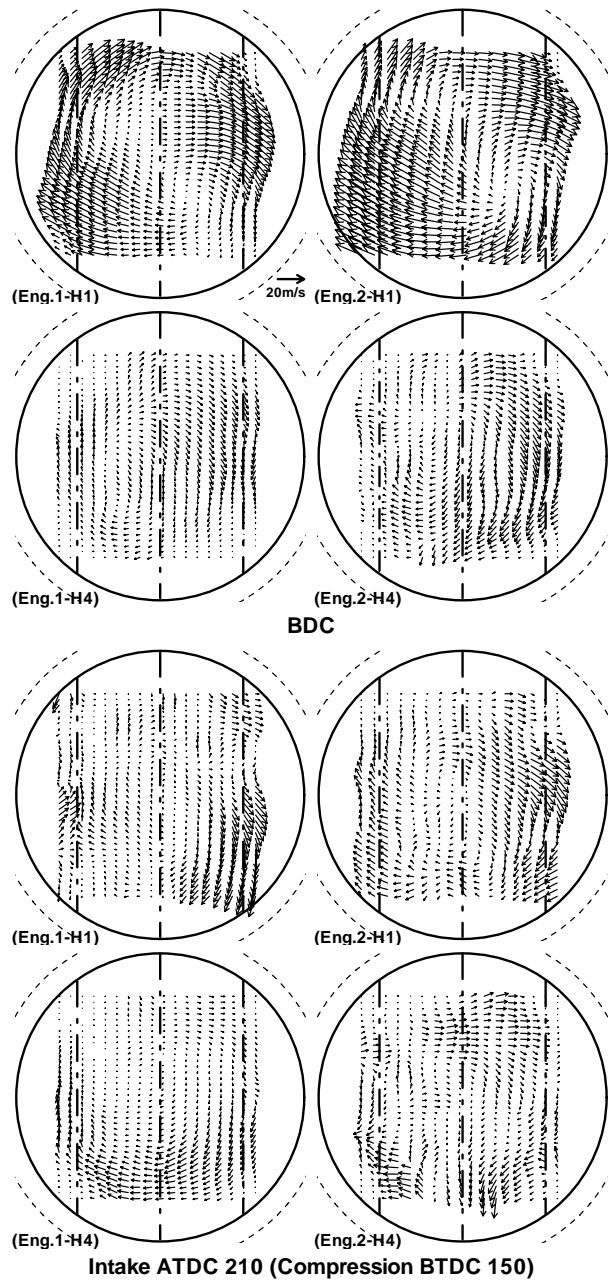 (Eng.1-H1)
20m/s
(Eng.2-H1)
(Eng.1-H4)
(Eng.2-H4)
BDC
(Eng.1-H1)
(Eng.2-H1)
(Eng.1-H4)
(Eng.2-H4)
Intake ATDC 210 (Compression BTDC 150)